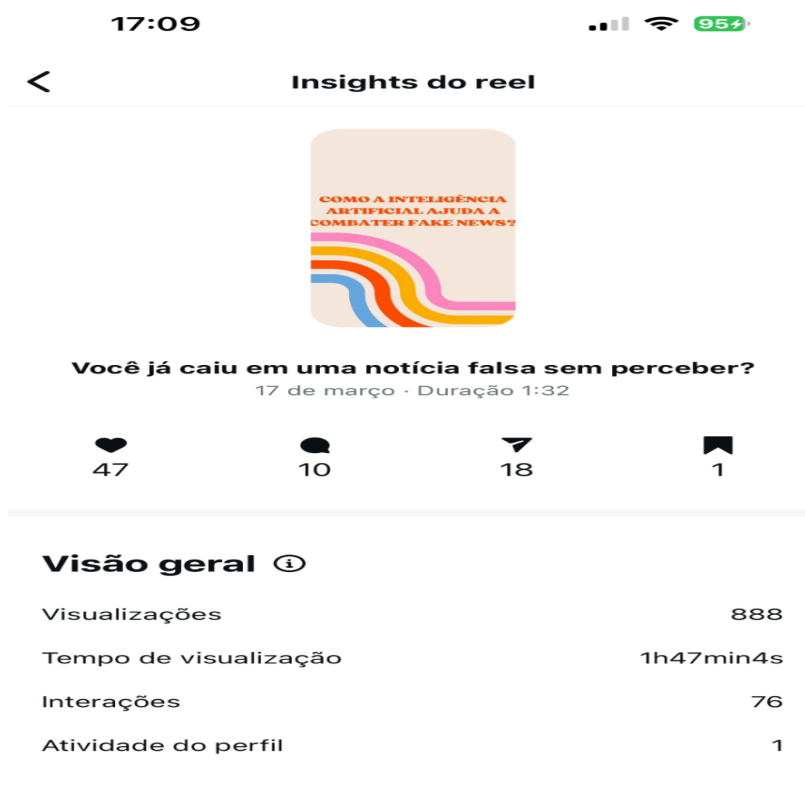 17:09
95
Insights do reel
COMO A INTELIGÊNCIA
ARTIFICIAL AJUDA A
COMBATER FAKE NEWS?
Você já caiu em uma notícia falsa sem perceber?
17 de março · Duração 1:32
47 10 18 1
Visão geral
Visualizações 888
Tempo de visualização 1h47min4s
Interações 76
Atividade do perfil 1